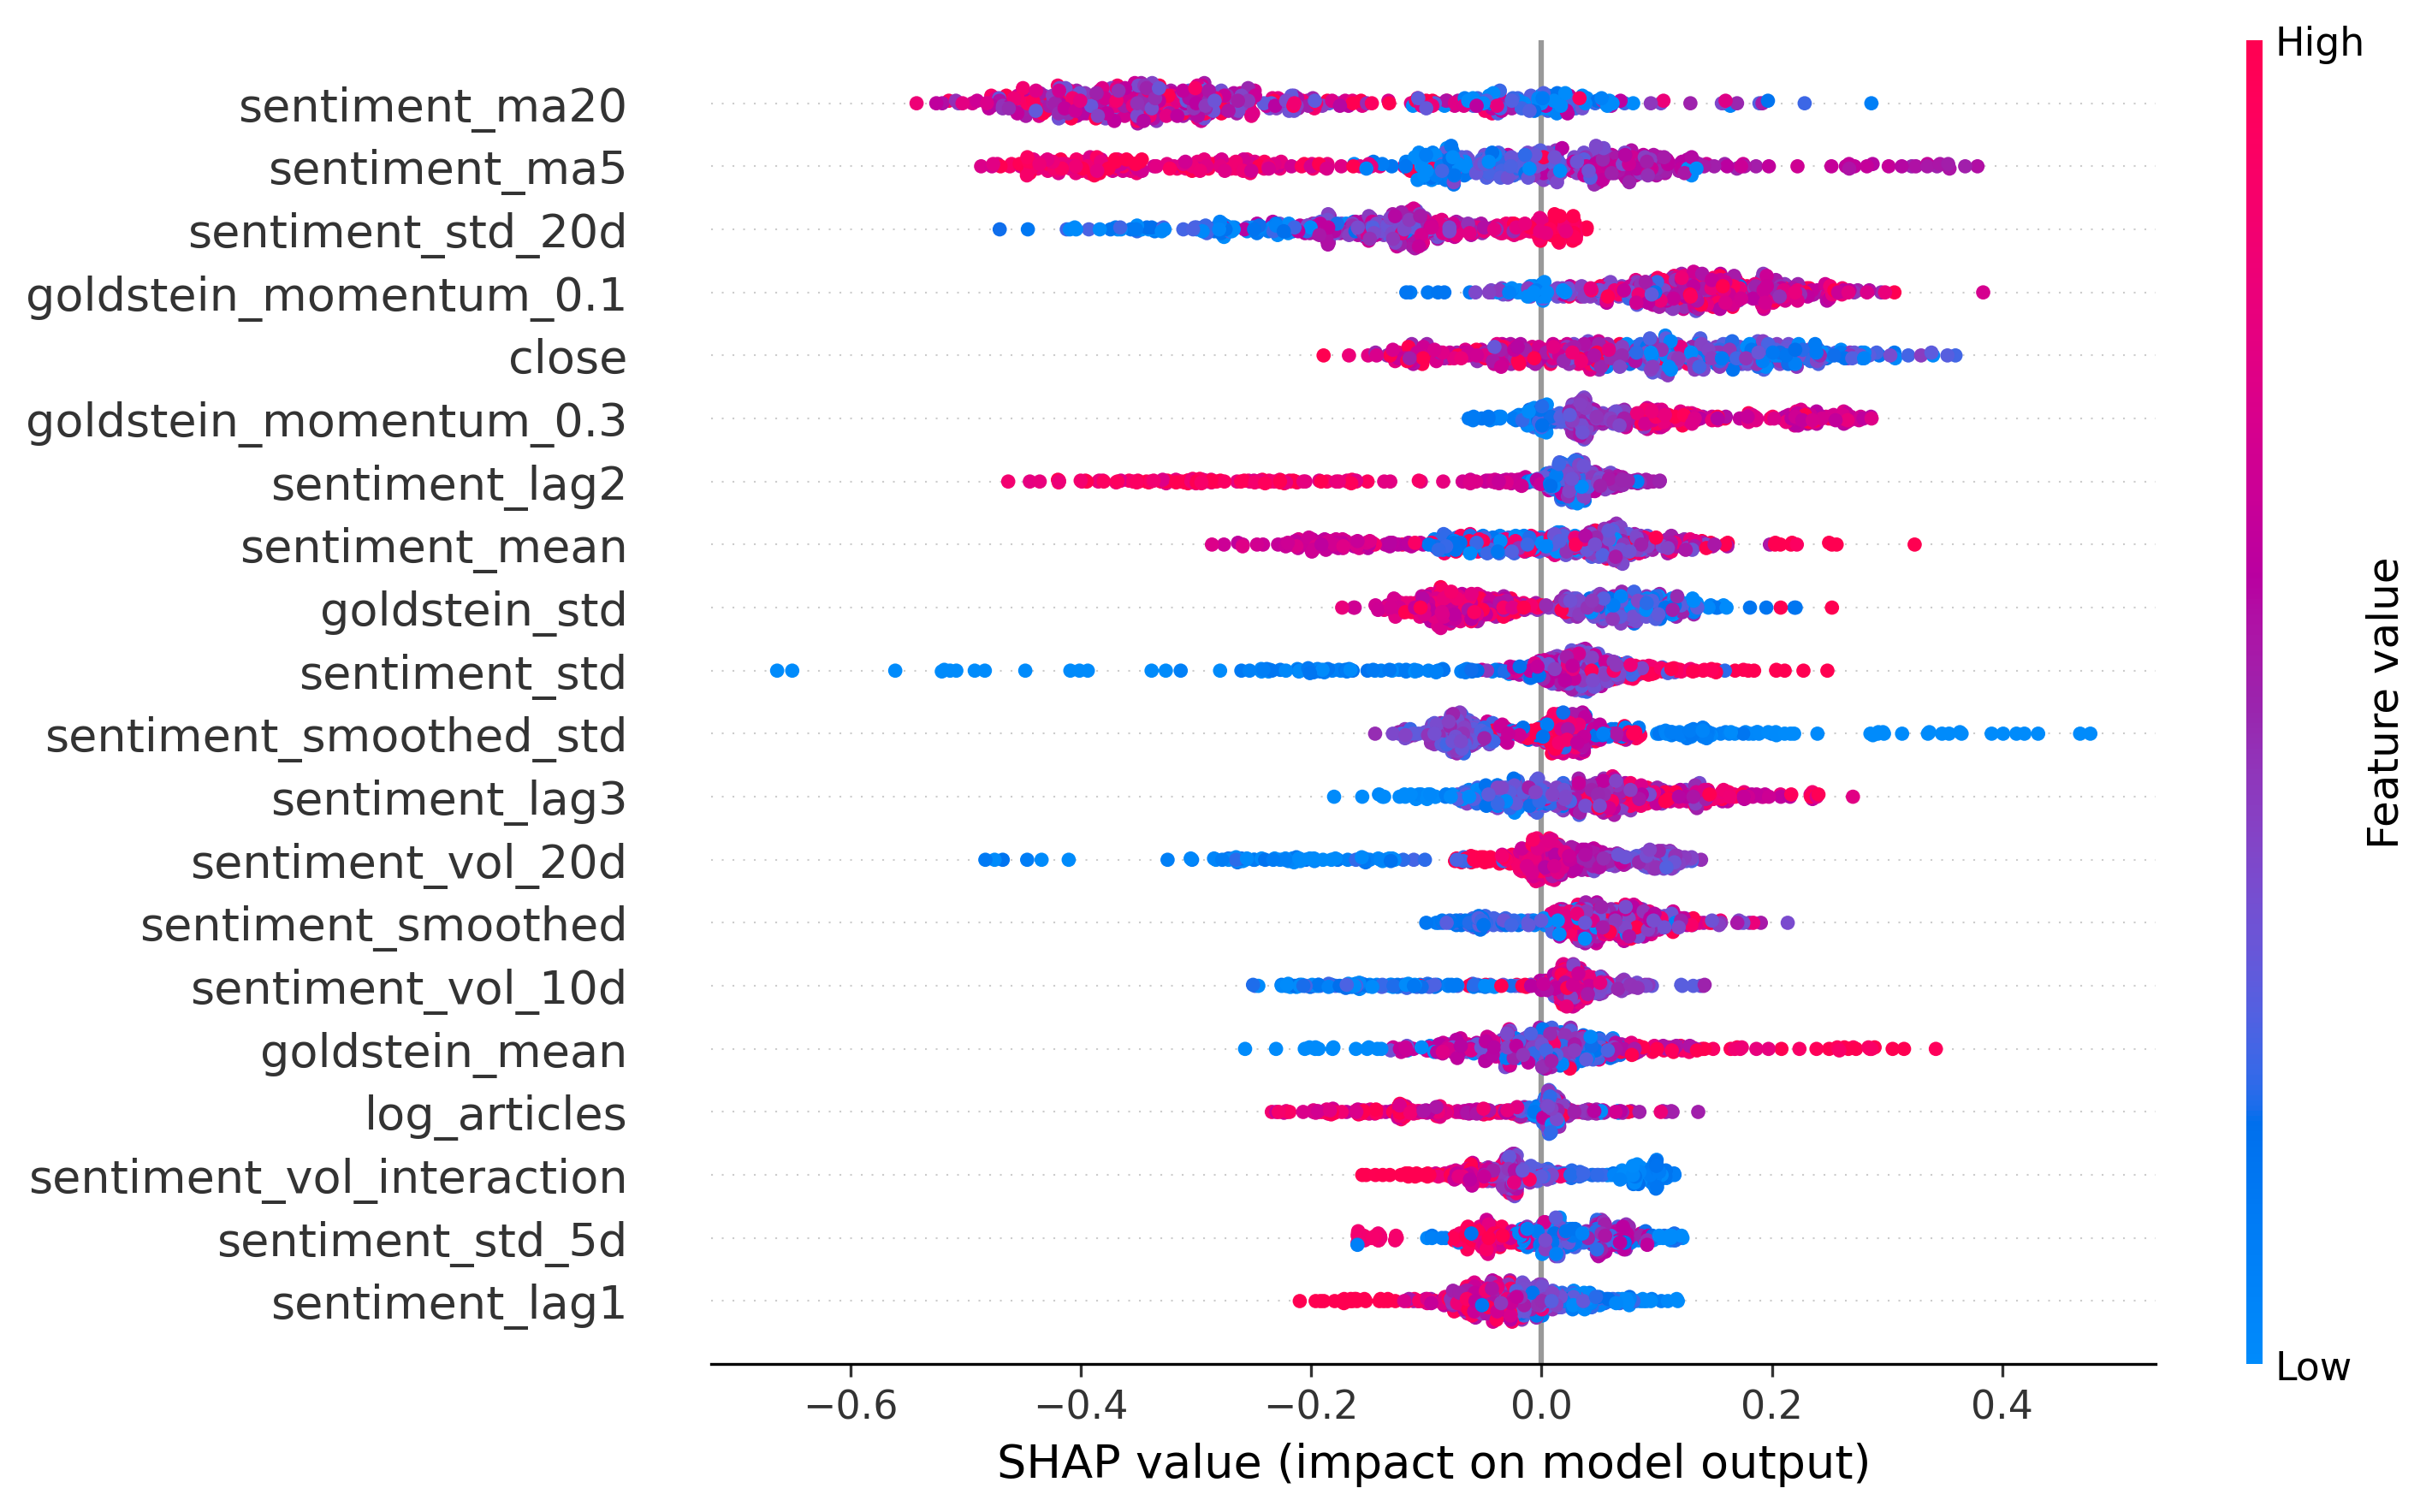 High
sentiment_ma20
sentiment_ma5
sentiment_std_20d
goldstein_momentum_0.1
close
goldstein_momentum_0.3
sentiment_lag2
sentiment_mean
goldstein_std
sentiment_std
sentiment_smoothed_std
sentiment_lag3
sentiment_vol_20d
sentiment_smoothed
sentiment_vol_10d
goldstein_mean
log_articles
sentiment_vol_interaction
sentiment_std_5d
sentiment_lag1
Feature value
Low
−0.6 −0.4 −0.2 0.0 0.2 0.4
SHAP value (impact on model output)